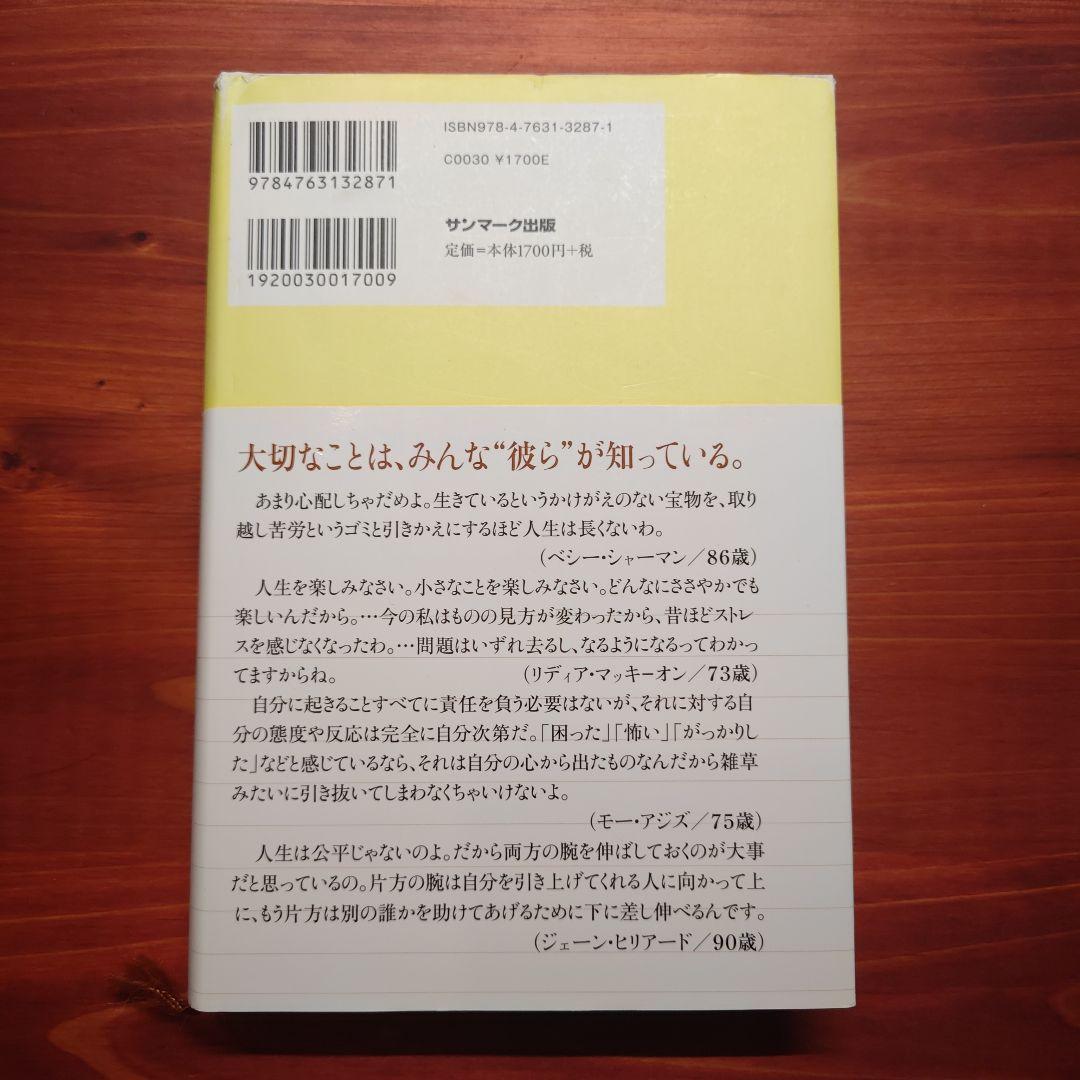 ISBN978-4-7631-3287-1
C0030 ¥1700E
9784763132871
サンマーク出版
定価=本体1700円+税
1920030017009
大切なことは、みんな“彼ら”が知っている。
あまり心配しちゃだめよ。生きているというかけがえのない宝物を、取り
越し苦労というゴミと引きかえにするほど人生は長くないわ。
(ベシー・シャーマン/86歳)
人生を楽しみなさい。小さなことを楽しみなさい。どんなにささやかでも
楽しいんだから。…今の私はものの見方が変わったから、昔ほどストレ
スを感じなくなったわ。…問題はいずれ去るし、なるようになるってわかっ
てますからね。 (リディア・マッキーオン/73歳)
自分に起きることすべてに責任を負う必要はないが、それに対する自
分の態度や反応は完全に自分次第だ。「困った」「怖い」「がっかりし
た」などと感じているなら、それは自分の心から出たものなんだから雑草
みたいに引き抜いてしまわなくちゃいけないよ。
(モー・アジズ/75歳)
人生は公平じゃないのよ。だから両方の腕を伸ばしておくのが大事
だと思っているの。片方の腕は自分を引き上げてくれる人に向かって上
に、もう片方は別の誰かを助けてあげるために下に差し伸べるんです。
(ジェーン・ヒリアード/90歳)